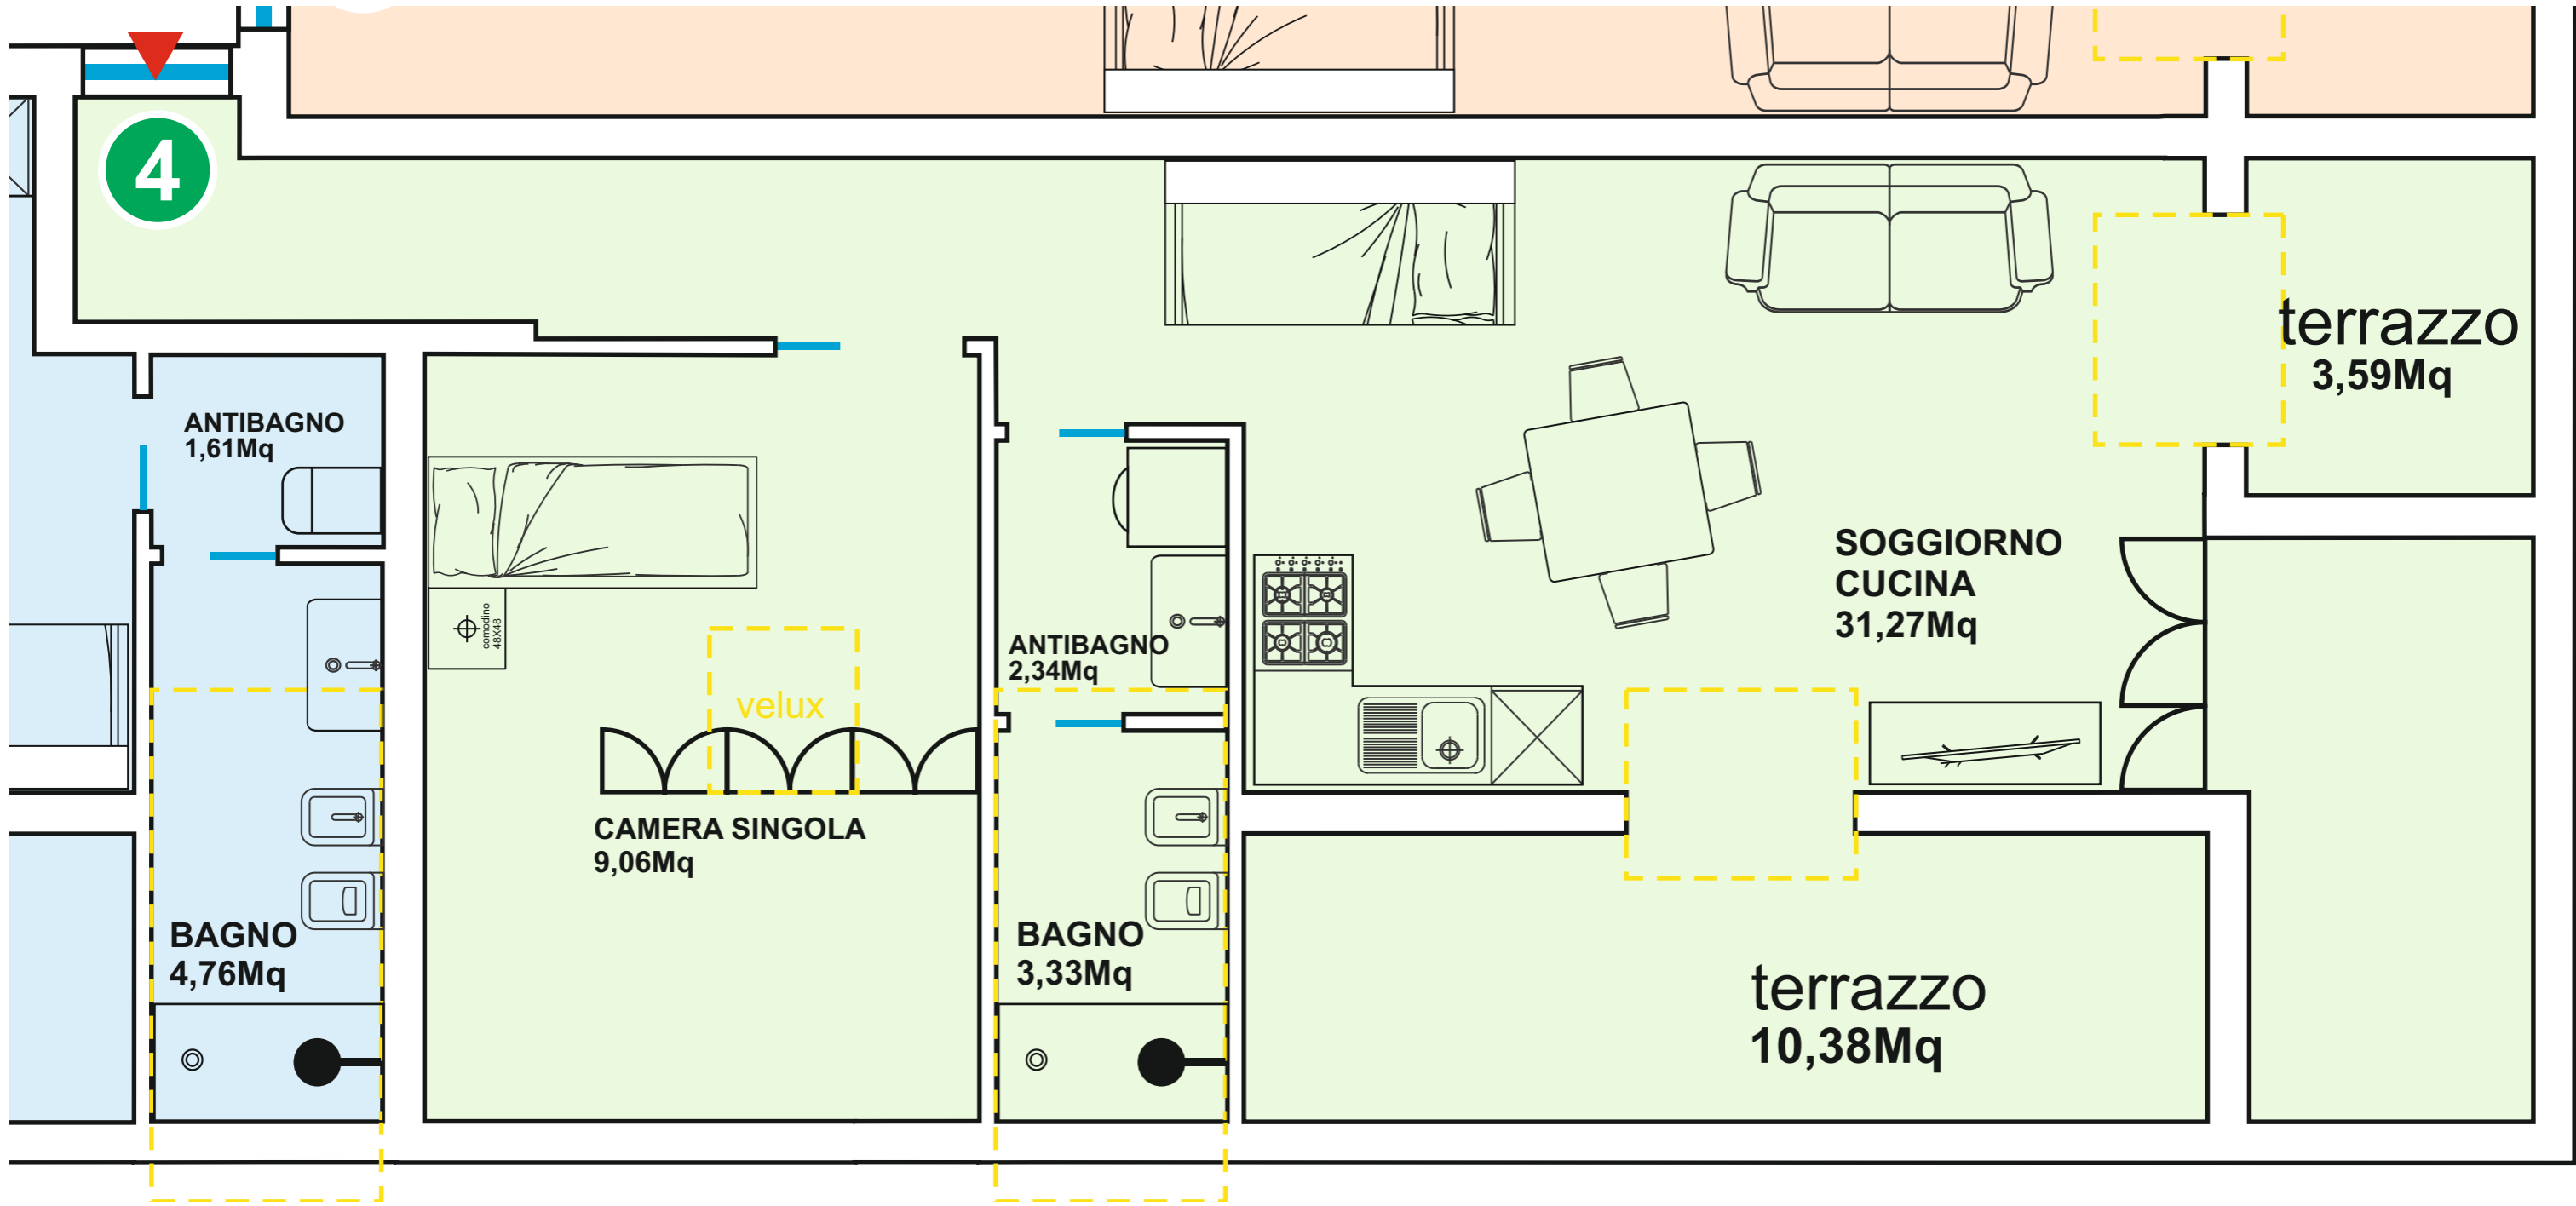 4
terrazzo
3,59Mq
ANTIBAGNO
1,61Mq
SOGGIORNO
CUCINA
31,27Mq
comodino
48X48
ANTIBAGNO
2,34Mq
velux
CAMERA SINGOLA
9,06Mq
BAGNO
4,76Mq
BAGNO
3,33Mq
terrazzo
10,38Mq